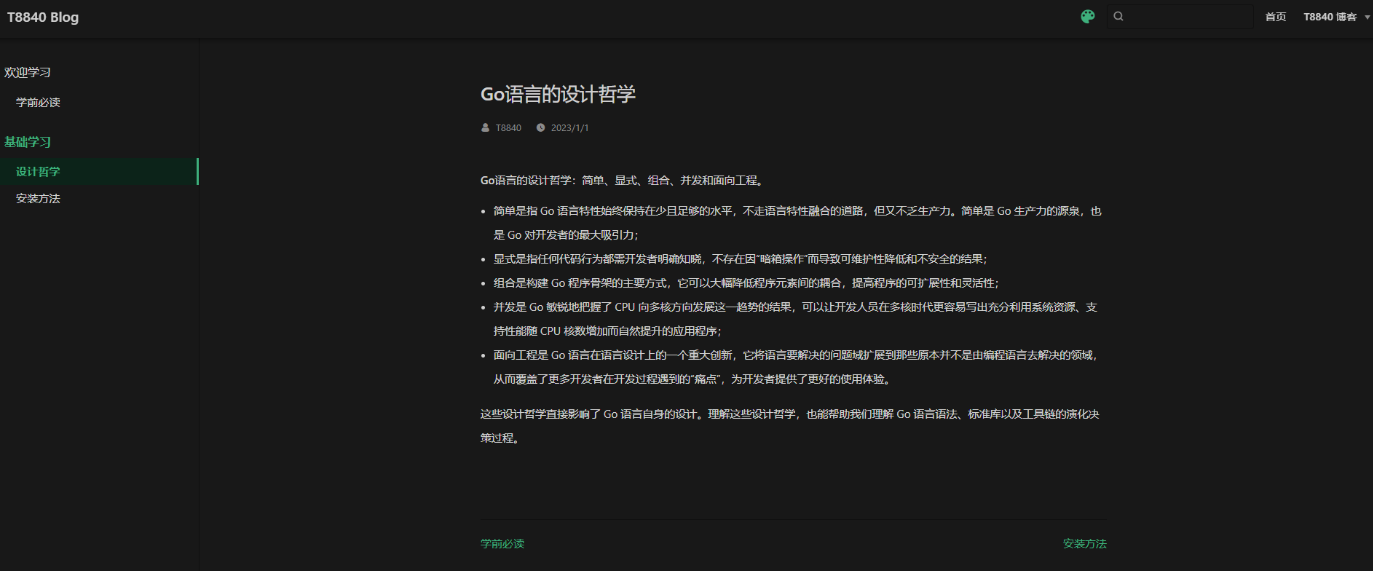 T8840 Blog
首页
T8840 博客
欢迎学习
学前必读
基础学习
设计哲学
安装方法
Go语言的设计哲学
T8840
2023/1/1
Go语言的设计哲学：简单、显式、组合、并发和面向工程。
简单是指 Go 语言特性始终保持在少且足够的水平，不走语言特性融合的道路，但又不乏生产力。简单是 Go 生产力的源泉，也
是 Go 对开发者的最大吸引力；
显式是指任何代码行为都需开发者明确知晓，不存在因“暗箱操作”而导致可维护性降低和不安全的结果；
组合是构建 Go 程序骨架的主要方式，它可以大幅降低程序元素间的耦合，提高程序的可扩展性和灵活性；
并发是 Go 敏锐地把握了 CPU 向多核方向发展这一趋势的结果，可以让开发人员在多核时代更容易写出充分利用系统资源、支
持性能随 CPU 核数增加而自然提升的应用程序；
面向工程是 Go 语言在语言设计上的一个重大创新，它将语言要解决的问题域扩展到那些原本并不是由编程语言去解决的领域，
从而覆盖了更多开发者在开发过程遇到的“痛点”，为开发者提供了更好的使用体验。
这些设计哲学直接影响了 Go 语言自身的设计。理解这些设计哲学，也能帮助我们理解 Go 语言语法、标准库以及工具链的演化决
策过程。
学前必读
安装方法